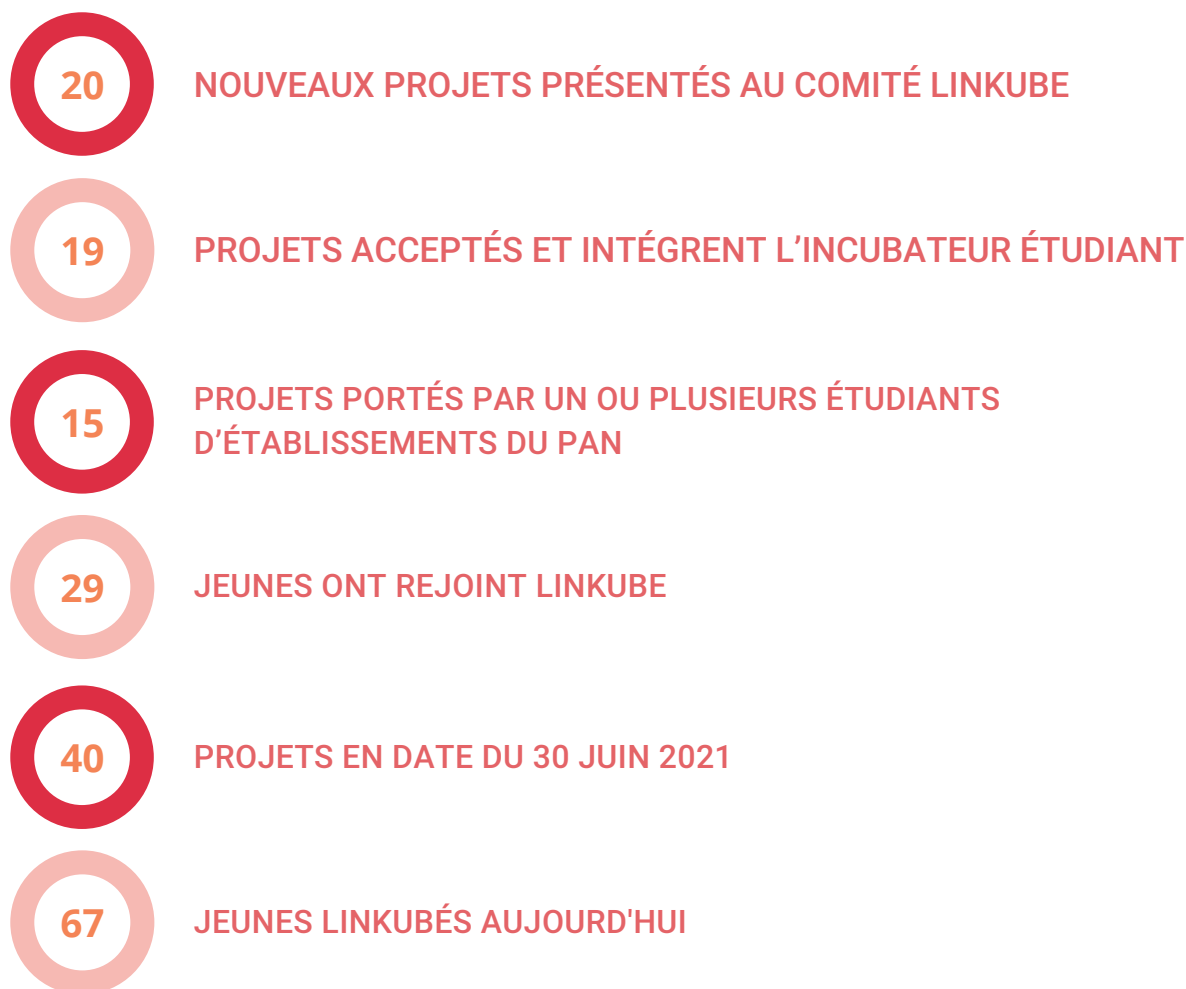 20
NOUVEAUX PROJETS PRÉSENTÉS AU COMITÉ LINKUBE
19
PROJETS ACCEPTÉS ET INTÉGRENT L’INCUBATEUR ÉTUDIANT
15
PROJETS PORTÉS PAR UN OU PLUSIEURS ÉTUDIANTS
D’ÉTABLISSEMENTS DU PAN
29
JEUNES ONT REJOINT LINKUBE
40
PROJETS EN DATE DU 30 JUIN 2021
67
JEUNES LINKUBÉS AUJOURD'HUI